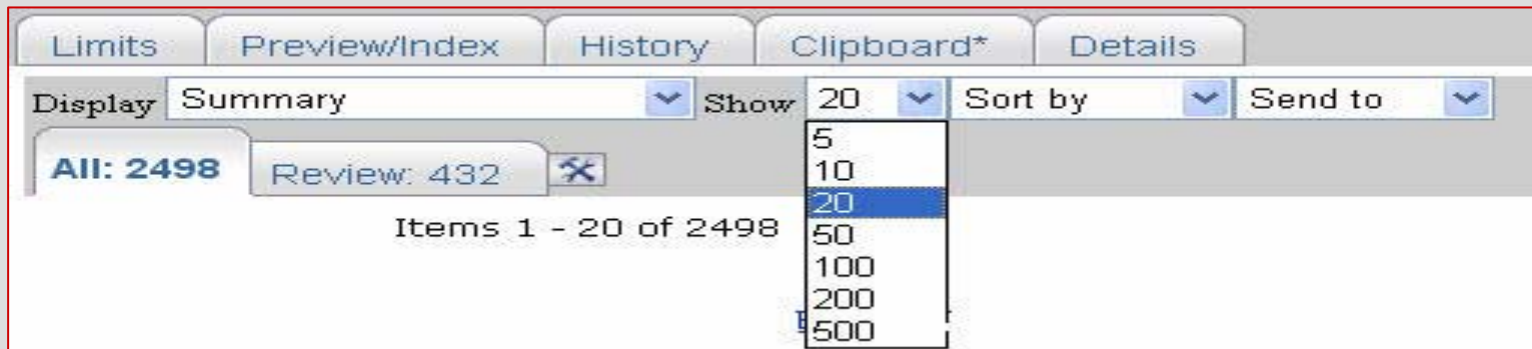 Limits Preview/Index History Clipboard* Details
Display Summary Show 20 Sort by Send to
All: 2498 Review: 432
5
10
20
Items 1 - 20 of 2498
50
100
200
500